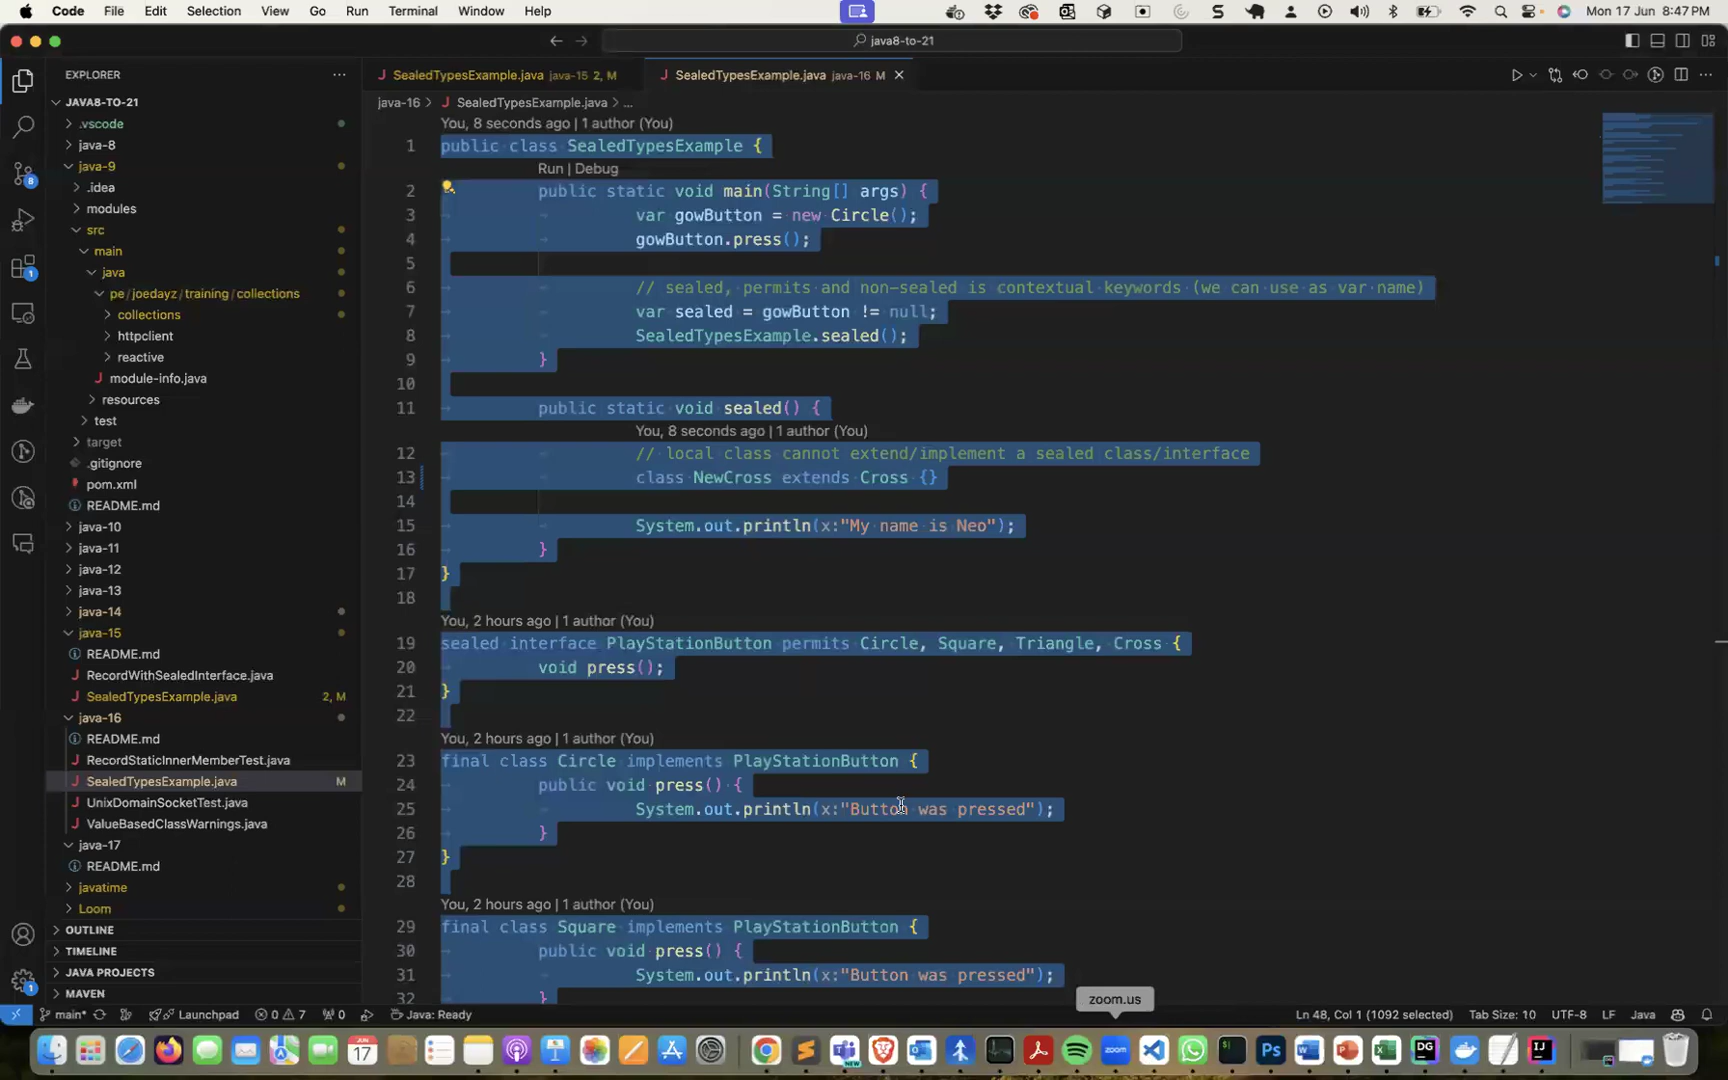 Code File Edit Selection View Go Run Terminal Window Help
Mon 17 Jun 8:47 PM
java8-to-21
EXPLORER
JAVA8-TO-21
.vscode
java-8
java-9
.idea
modules
src
main
java
pe/joedayz/training/collections
collections
httpclient
reactive
module-info.java
resources
test
target
.gitignore
pom.xml
README.md
java-10
java-11
java-12
java-13
java-14
java-15
README.md
RecordWithSealedInterface.java
SealedTypesExample.java 2, M
java-16
README.md
RecordStaticInnerMemberTest.java
SealedTypesExample.java M
UnixDomainSocketTest.java
ValueBasedClassWarnings.java
java-17
README.md
javatime
Loom
OUTLINE
TIMELINE
JAVA PROJECTS
MAVEN
8
1
1
SealedTypesExample.java java-15 2, M
SealedTypesExample.java java-16 M
java-16 > SealedTypesExample.java > ...
You, 8 seconds ago | 1 author (You)
1 public class SealedTypesExample {
Run | Debug
2 public static void main(String[] args) {
3 var gowButton = new Circle();
4 gowButton.press();
5
6 // sealed, permits and non-sealed is contextual keywords (we can use as var name)
7 var sealed = gowButton != null;
8 SealedTypesExample.sealed();
9 }
10
11 public static void sealed() {
You, 8 seconds ago | 1 author (You)
12 // local class cannot extend/implement a sealed class/interface
13 class NewCross extends Cross {}
14
15 System.out.println(x:"My name is Neo");
16 }
17 }
18
You, 2 hours ago | 1 author (You)
19 sealed interface PlayStationButton permits Circle, Square, Triangle, Cross {
20 void press();
21 }
22
You, 2 hours ago | 1 author (You)
23 final class Circle implements PlayStationButton {
24 public void press() {
25 System.out.println(x:"Button was pressed");
26 }
27 }
28
You, 2 hours ago | 1 author (You)
29 final class Square implements PlayStationButton {
30 public void press() {
31 System.out.println(x:"Button was pressed");
32 }
zoom.us
main* Launchpad 0 7 0 Java: Ready
Ln 48, Col 1 (1092 selected) Tab Size: 10 UTF-8 LF Java
JUN
17
zoom
DG
IJ